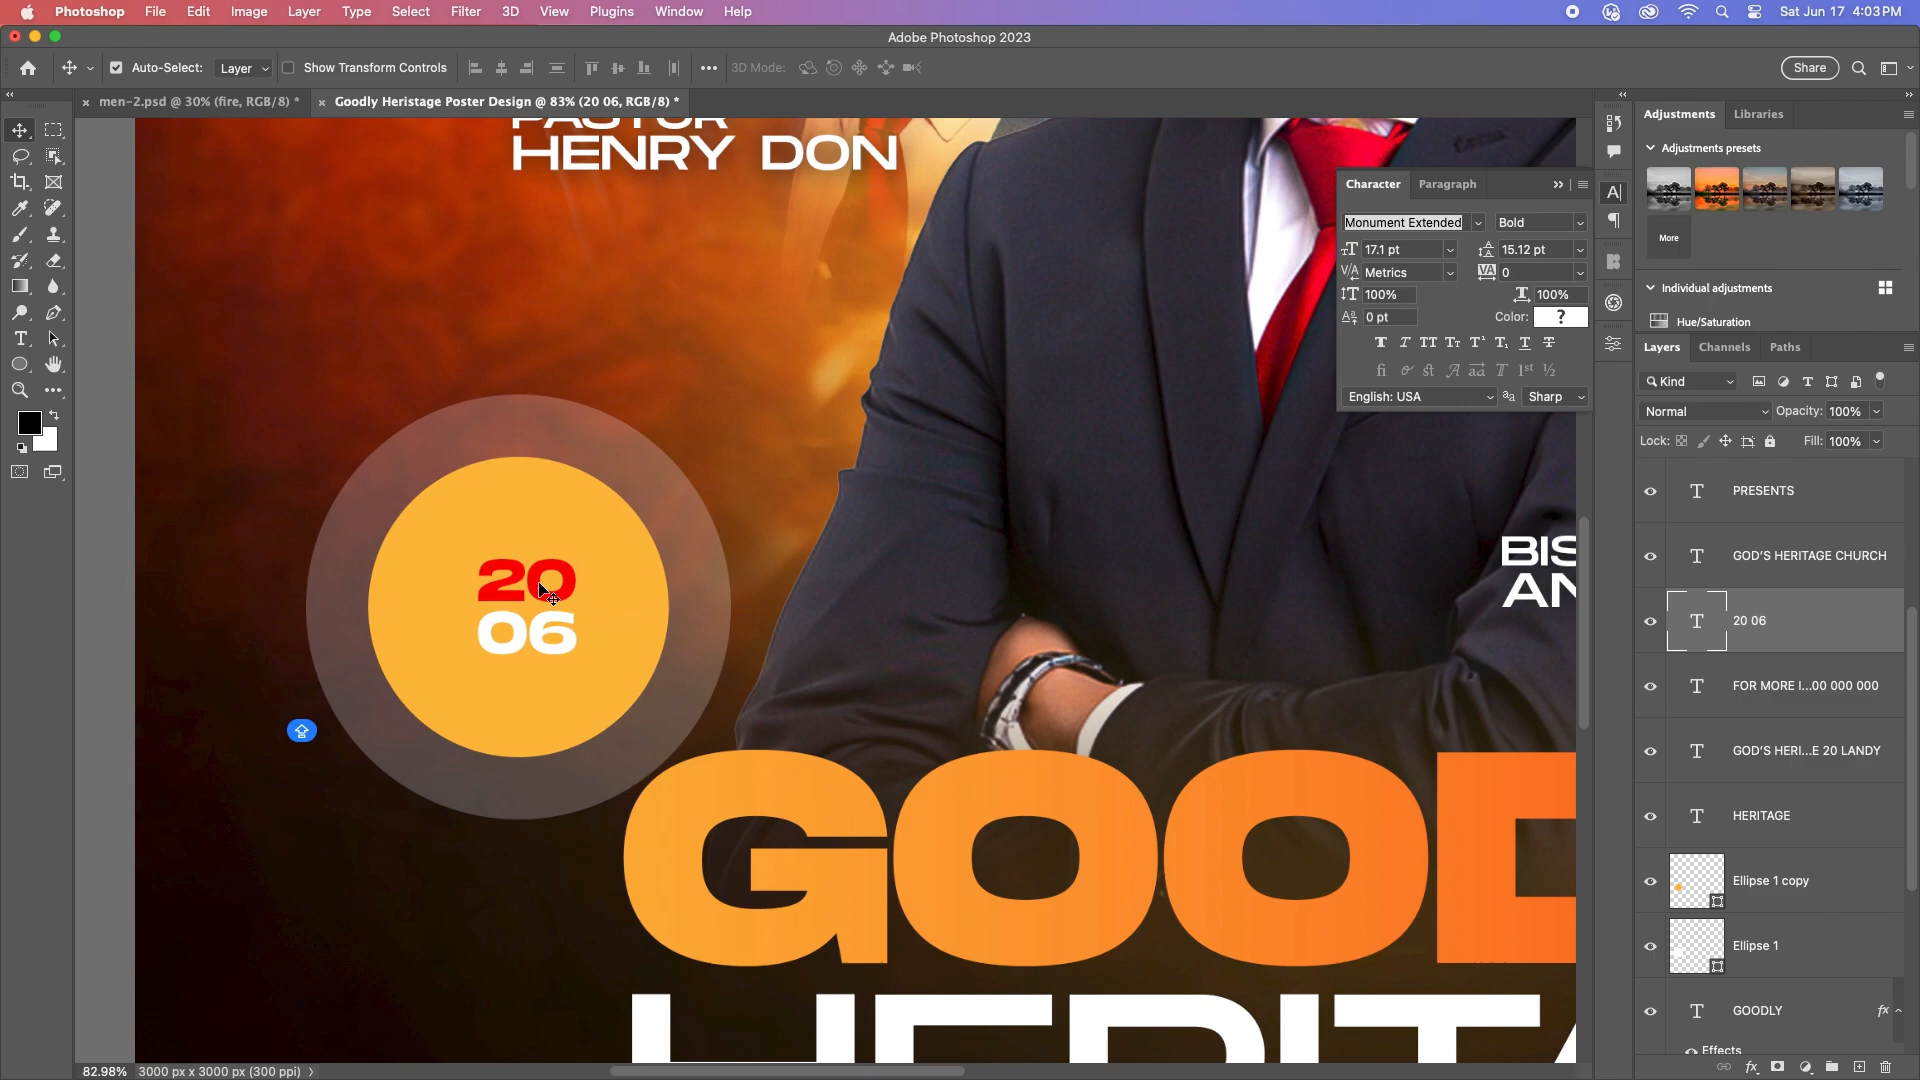 Photoshop File Edit Image Layer Type Select Filter 3D View Plugins Window Help Sat Jun 17 4:03 PM
Adobe Photoshop 2023
Auto-Select: Layer Show Transform Controls 3D Mode: Share
men-2.psd @ 30% (fire, RGB/8) * Goodly Heristage Poster Design @ 83% (20 06, RGB/8) *
Adjustments Libraries
Adjustments presets
More
Individual adjustments
Hue/Saturation
PASTOR
HENRY DON
Character Paragraph
Monument Extended Bold
17.1 pt 15.12 pt
Metrics 0
100% 100%
0 pt Color: ?
English: USA Sharp
Layers Channels Paths
Kind
Normal Opacity: 100%
Lock: Fill: 100%
PRESENTS
GOD'S HERITAGE CHURCH
20 06
FOR MORE I...00 000 000
GOD'S HERI...E 20 LANDY
HERITAGE
Ellipse 1 copy
Ellipse 1
GOODLY fx
Effects
20
06
BIS
AN
GOOD
HERITA
82.98% 3000 px x 3000 px (300 ppi)